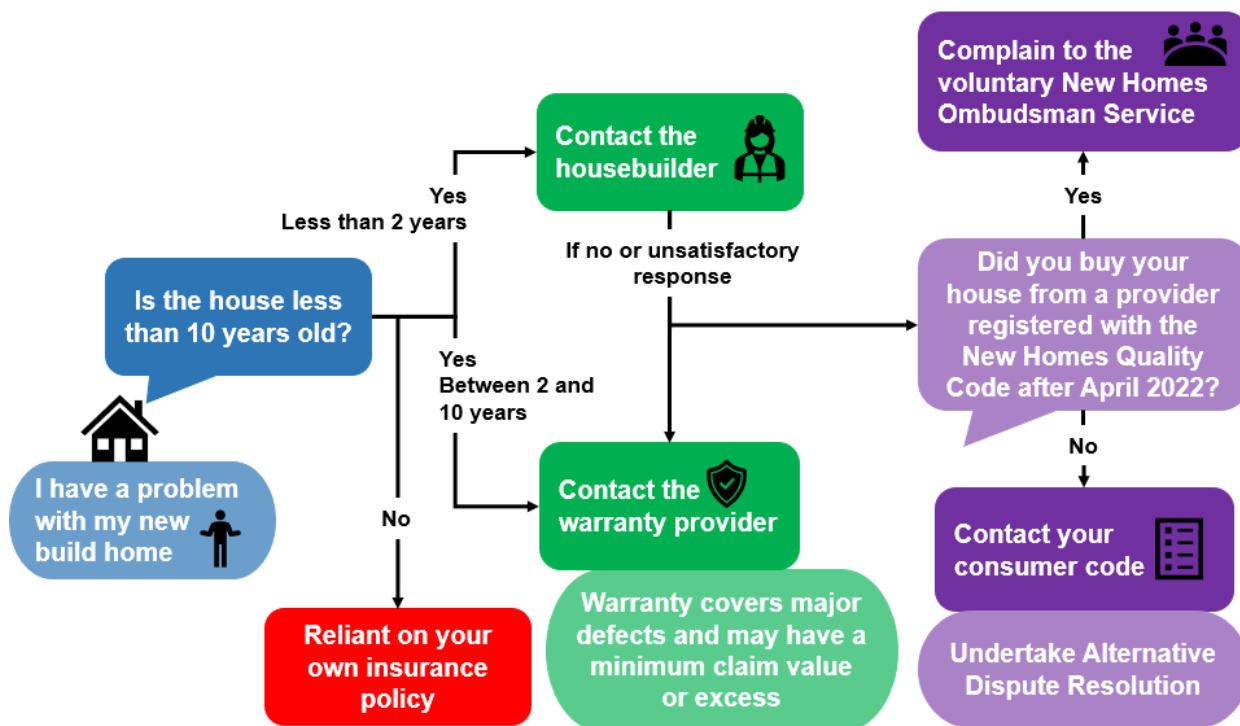 I have a problem
with my new
build home
Is the house less
than 10 years old?
Yes
Less than 2 years
Yes
Between 2 and
10 years
No
Reliant on your
own insurance
policy
Contact the
housebuilder
If no or unsatisfactory
response
Contact the
warranty provider
Warranty covers major
defects and may have a
minimum claim value
or excess
Did you buy your
house from a provider
registered with the
New Homes Quality
Code after April 2022?
Yes
Complain to the
voluntary New Homes
Ombudsman Service
No
Contact your
consumer code
Undertake Alternative
Dispute Resolution